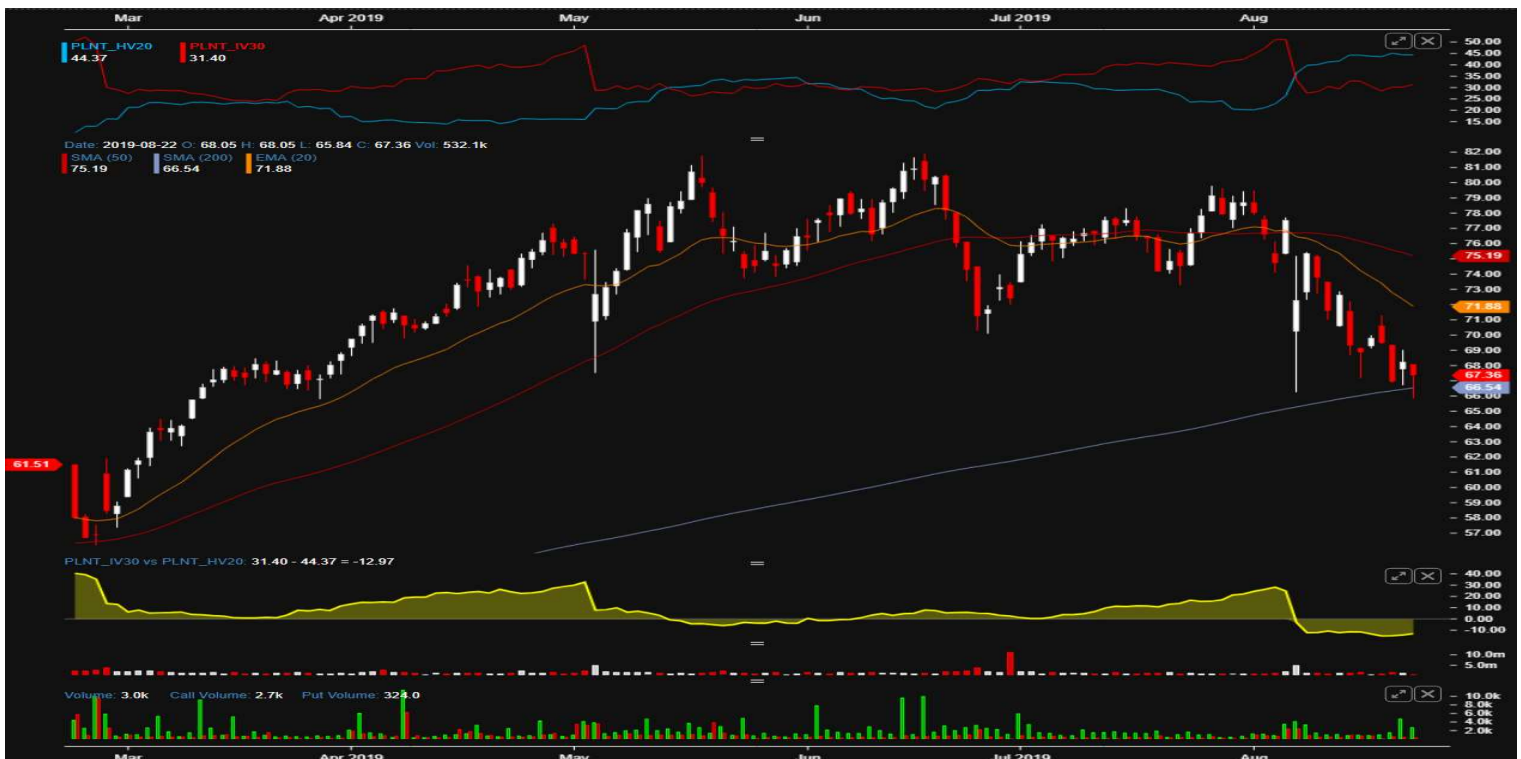 Mar Apr 2019 May Jun Jul 2019 Aug
PLNT_HV20 PLNT_IV30
44.37 31.40
50.00
45.00
40.00
35.00
30.00
25.00
20.00
15.00
Date: 2019-08-22 O: 68.05 H: 68.05 L: 65.84 C: 67.36 Vol: 532.1k
SMA (50) SMA (200) EMA (20)
75.19 66.54 71.88
82.00
81.00
80.00
79.00
78.00
77.00
76.00
75.19
74.00
73.00
71.88
71.00
70.00
69.00
68.00
67.36
66.54
66.00
65.00
64.00
63.00
62.00
61.51
61.00
60.00
59.00
58.00
57.00
PLNT_IV30 vs PLNT_HV20: 31.40 - 44.37 = -12.97
40.00
30.00
20.00
10.00
0.00
-10.00
10.0m
5.0m
Volume: 3.0k Call Volume: 2.7k Put Volume: 324.0
10.0k
8.0k
6.0k
4.0k
2.0k
Mar Apr 2019 May Jun Jul 2019 Aug